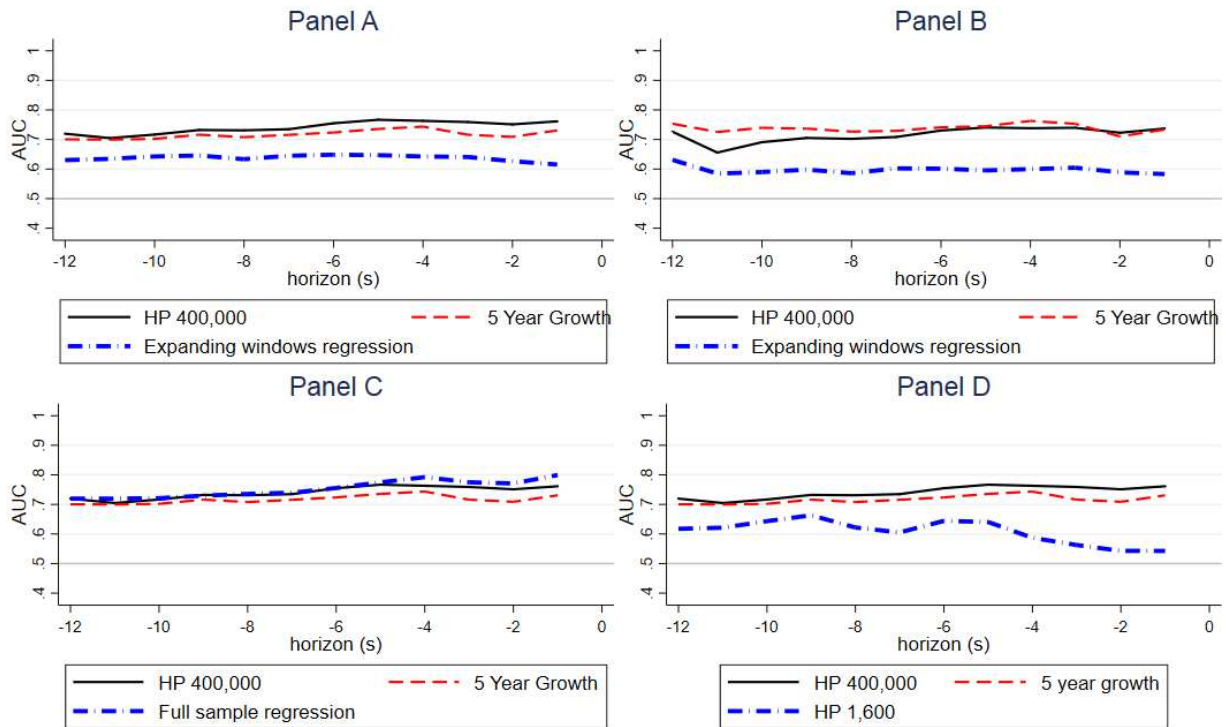 Panel A
Panel B
1
.9
.8
.7
.6
.5
.4
AUC
-12 -10 -8 -6 -4 -2 0
horizon (s)
HP 400,000 5 Year Growth
Expanding windows regression
1
.9
.8
.7
.6
.5
.4
AUC
-12 -10 -8 -6 -4 -2 0
horizon (s)
HP 400,000 5 Year Growth
Expanding windows regression
Panel C
Panel D
1
.9
.8
.7
.6
.5
.4
AUC
-12 -10 -8 -6 -4 -2 0
horizon (s)
HP 400,000 5 Year Growth
Full sample regression
1
.9
.8
.7
.6
.5
.4
AUC
-12 -10 -8 -6 -4 -2 0
horizon (s)
HP 400,000 5 year growth
HP 1,600